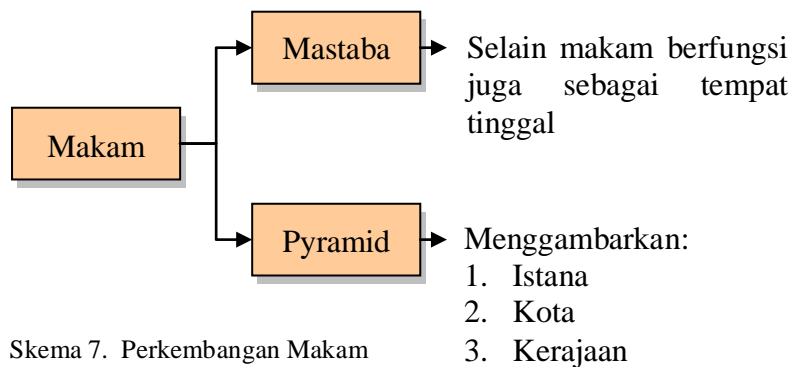 Makam
Mastaba
Selain makam berfungsi
juga sebagai tempat
tinggal
Pyramid
Menggambarkan:
1. Istana
2. Kota
3. Kerajaan
Skema 7. Perkembangan Makam